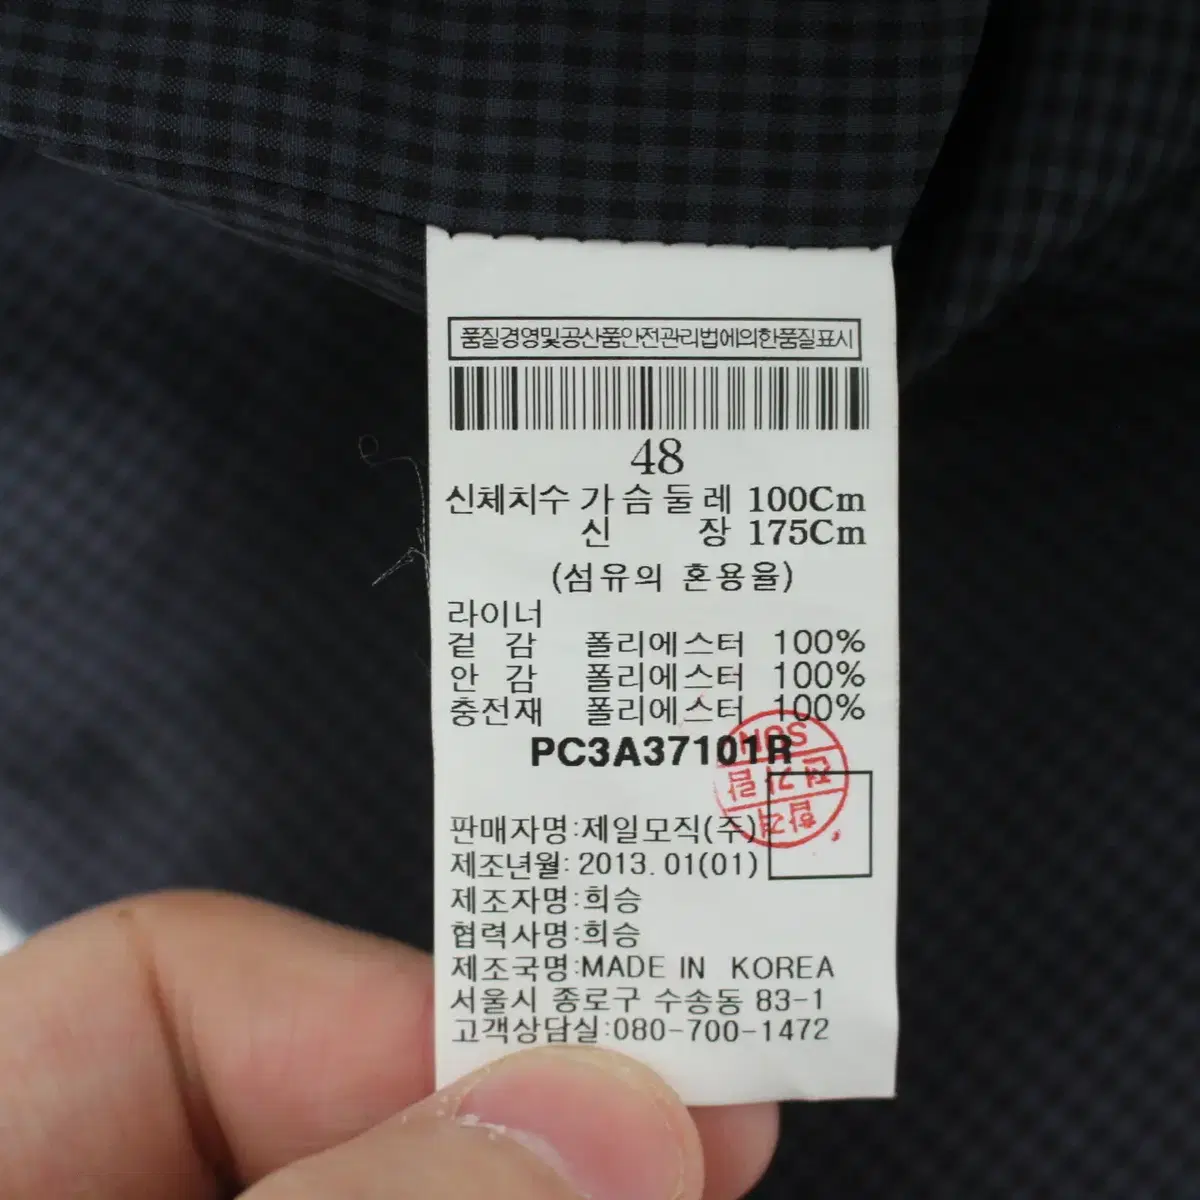 품질경영및공산품안전관리법에의한품질표시
48
신체치수 가슴둘레 100Cm
신 장 175Cm
(섬유의 혼용율)
라이너
겉 감 폴리에스터 100%
안 감 폴리에스터 100%
충전재 폴리에스터 100%
PC3A37101R
SUN
합격
판매자명:제일모직(주)
제조년월: 2013. 01(01)
제조자명:희승
협력사명:희승
제조국명:MADE IN KOREA
서울시 종로구 수송동 83-1
고객상담실:080-700-1472